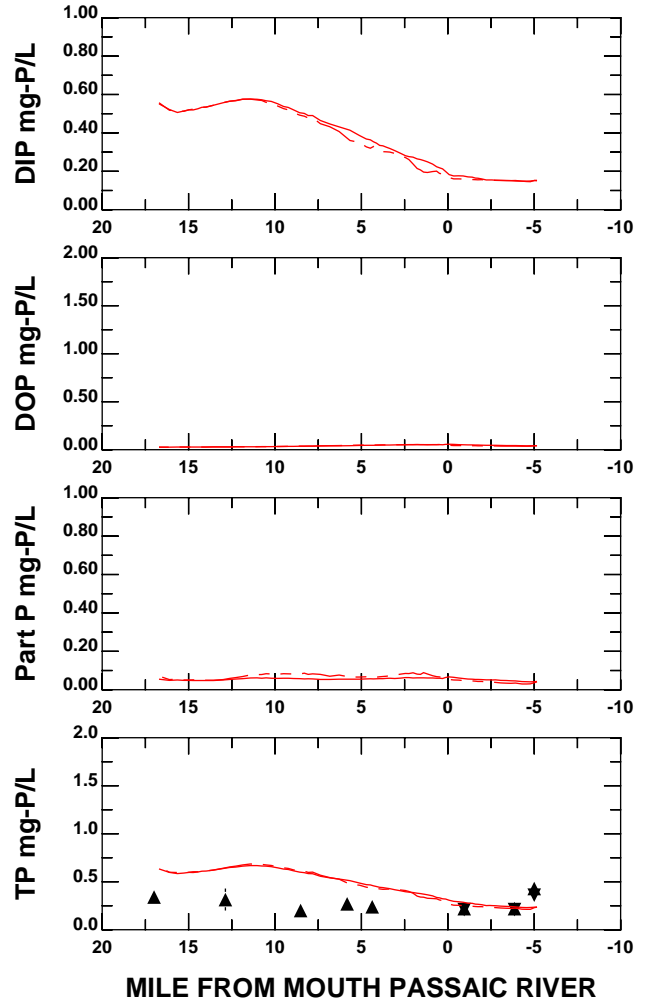 DIP mg-P/L
1.00
0.80
0.60
0.40
0.20
0.00
20 15 10 5 0 -5 -10
DOP mg-P/L
2.00
1.50
1.00
0.50
0.00
20 15 10 5 0 -5 -10
Part P mg-P/L
1.00
0.80
0.60
0.40
0.20
0.00
20 15 10 5 0 -5 -10
TP mg-P/L
2.0
1.5
1.0
0.5
0.0
20 15 10 5 0 -5 -10
MILE FROM MOUTH PASSAIC RIVER